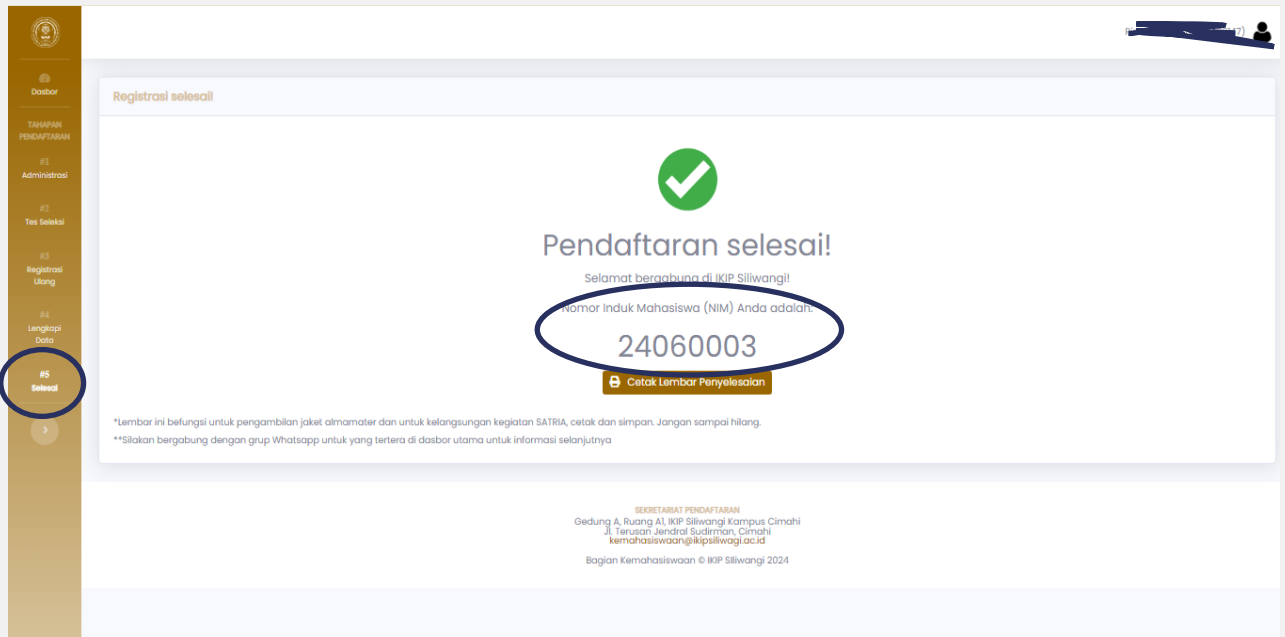 Dasbor
TAHAPAN
PENDAFTARAN
#1
Administrasi
#2
Tes Seleksi
#3
Registrasi
Ulang
#4
Lengkapi
Data
#5
Selesai
Registrasi selesai!
Pendaftaran selesai!
Selamat bergabung di IKIP Siliwangi!
Nomor Induk Mahasiswa (NIM) Anda adalah:
24060003
Cetak Lembar Penyelesaian
*Lembar ini befungsi untuk pengambilan jaket almamater dan untuk kelangsungan kegiatan SATRIA, cetak dan simpan. Jangan sampai hilang.
**Silakan bergabung dengan grup Whatsapp untuk yang tertera di dasbor utama untuk informasi selanjutnya
SEKRETARIAT PENDAFTARAN
Gedung A, Ruang A1, IKIP Siliwangi Kampus Cimahi
Jl. Terusan Jendral Sudirman, Cimahi
kemahasiswaan@ikipsiliwagi.ac.id
Bagian Kemahasiswaan © IKIP SIliwangi 2024